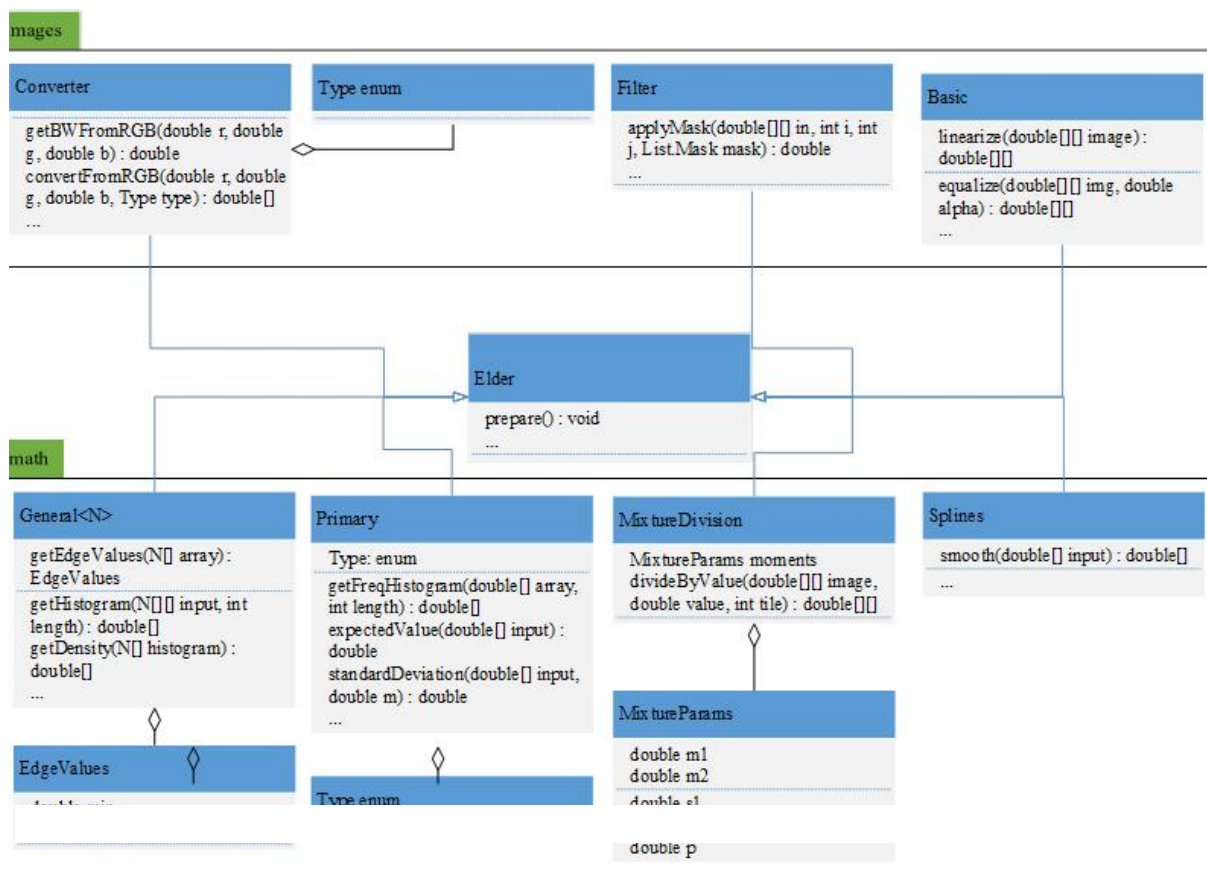 mages
Converter
getBWFromRGB(double r, double
g, double b) : double
convertFromRGB(double r, double
g, double b, Type type) : double[]
...
Type enum
Filter
applyMask(double[][] in, int i, int
j, List.Mask mask) : double
...
Basic
linearize(double[][] image) :
double[][]
equalize(double[][] img, double
alpha) : double[][]
...
Elder
prepare() : void
...
math
General<N>
getEdgeValues(N[] array) :
EdgeValues
getHistogram(N[][] input, int
length) : double[]
getDensity(N[] histogram) :
double[]
...
EdgeValues
Primary
Type: enum
getFreqHistogram(double[] array,
int length) : double[]
expectedValue(double[] input) :
double
standardDeviation(double[] input,
double m) : double
...
Type enum
MixtureDivision
MixtureParams moments
divideByValue(double[][] image,
double value, int tile) : double[][]
MixtureParams
double m1
double m2
double s1
double p
Splines
smooth(double[] input) : double[]
...